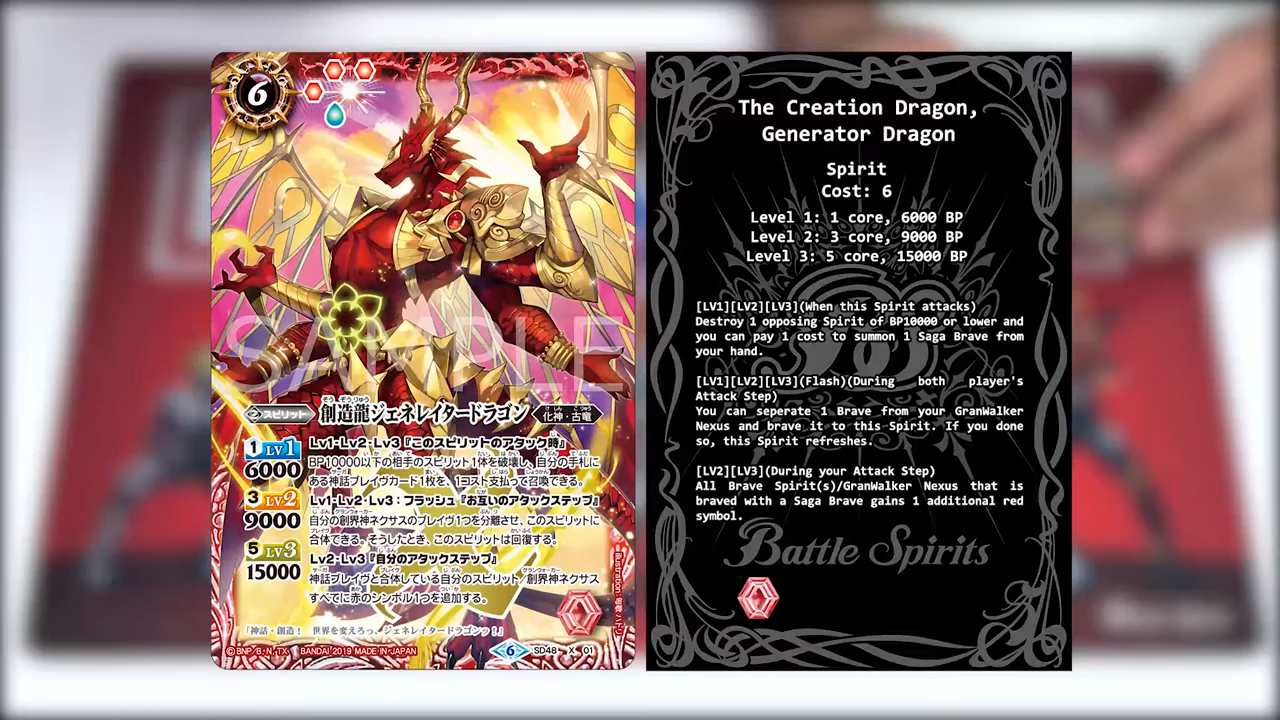 6
SAMPLE
スピリット
創造龍ジェネレイタードラゴン
そうぞうりゅう
化神・古竜
1 LV1
6000
3 LV2
9000
5 LV3
15000
Lv1・Lv2・Lv3『このスピリットのアタック時』
BP10000以下の相手のスピリット1体を破壊し、自分の手札に
ある神話ブレイヴカード1枚を、1コスト支払って召喚できる。
Lv1・Lv2・Lv3：フラッシュ『お互いのアタックステップ』
自分の創界神ネクサスのブレイヴ1つを分離させ、このスピリットに
合体できる。そうしたとき、このスピリットは回復する。
Lv2・Lv3『自分のアタックステップ』
神話ブレイヴと合体している自分のスピリット/創界神ネクサス
すべてに赤のシンボル1つを追加する。
「神話・創造！ 世界を変えろっ、ジェネレイタードラゴンッ！」
©BNP/B, N, TX BANDAI 2019 MADE IN JAPAN
6 SD48 X 01
The Creation Dragon,
Generator Dragon
Spirit
Cost: 6
Level 1: 1 core, 6000 BP
Level 2: 3 core, 9000 BP
Level 3: 5 core, 15000 BP
[LV1][LV2][LV3](When this Spirit attacks)
Destroy 1 opposing Spirit of BP10000 or lower and
you can pay 1 cost to summon 1 Saga Brave from
your hand.
[LV1][LV2][LV3](Flash)(During both player's
Attack Step)
You can seperate 1 Brave from your GranWalker
Nexus and brave it to this Spirit. If you done
so, this Spirit refreshes.
[LV2][LV3](During your Attack Step)
All Brave Spirit(s)/GranWalker Nexus that is
braved with a Saga Brave gains 1 additional red
symbol.
Battle Spirits